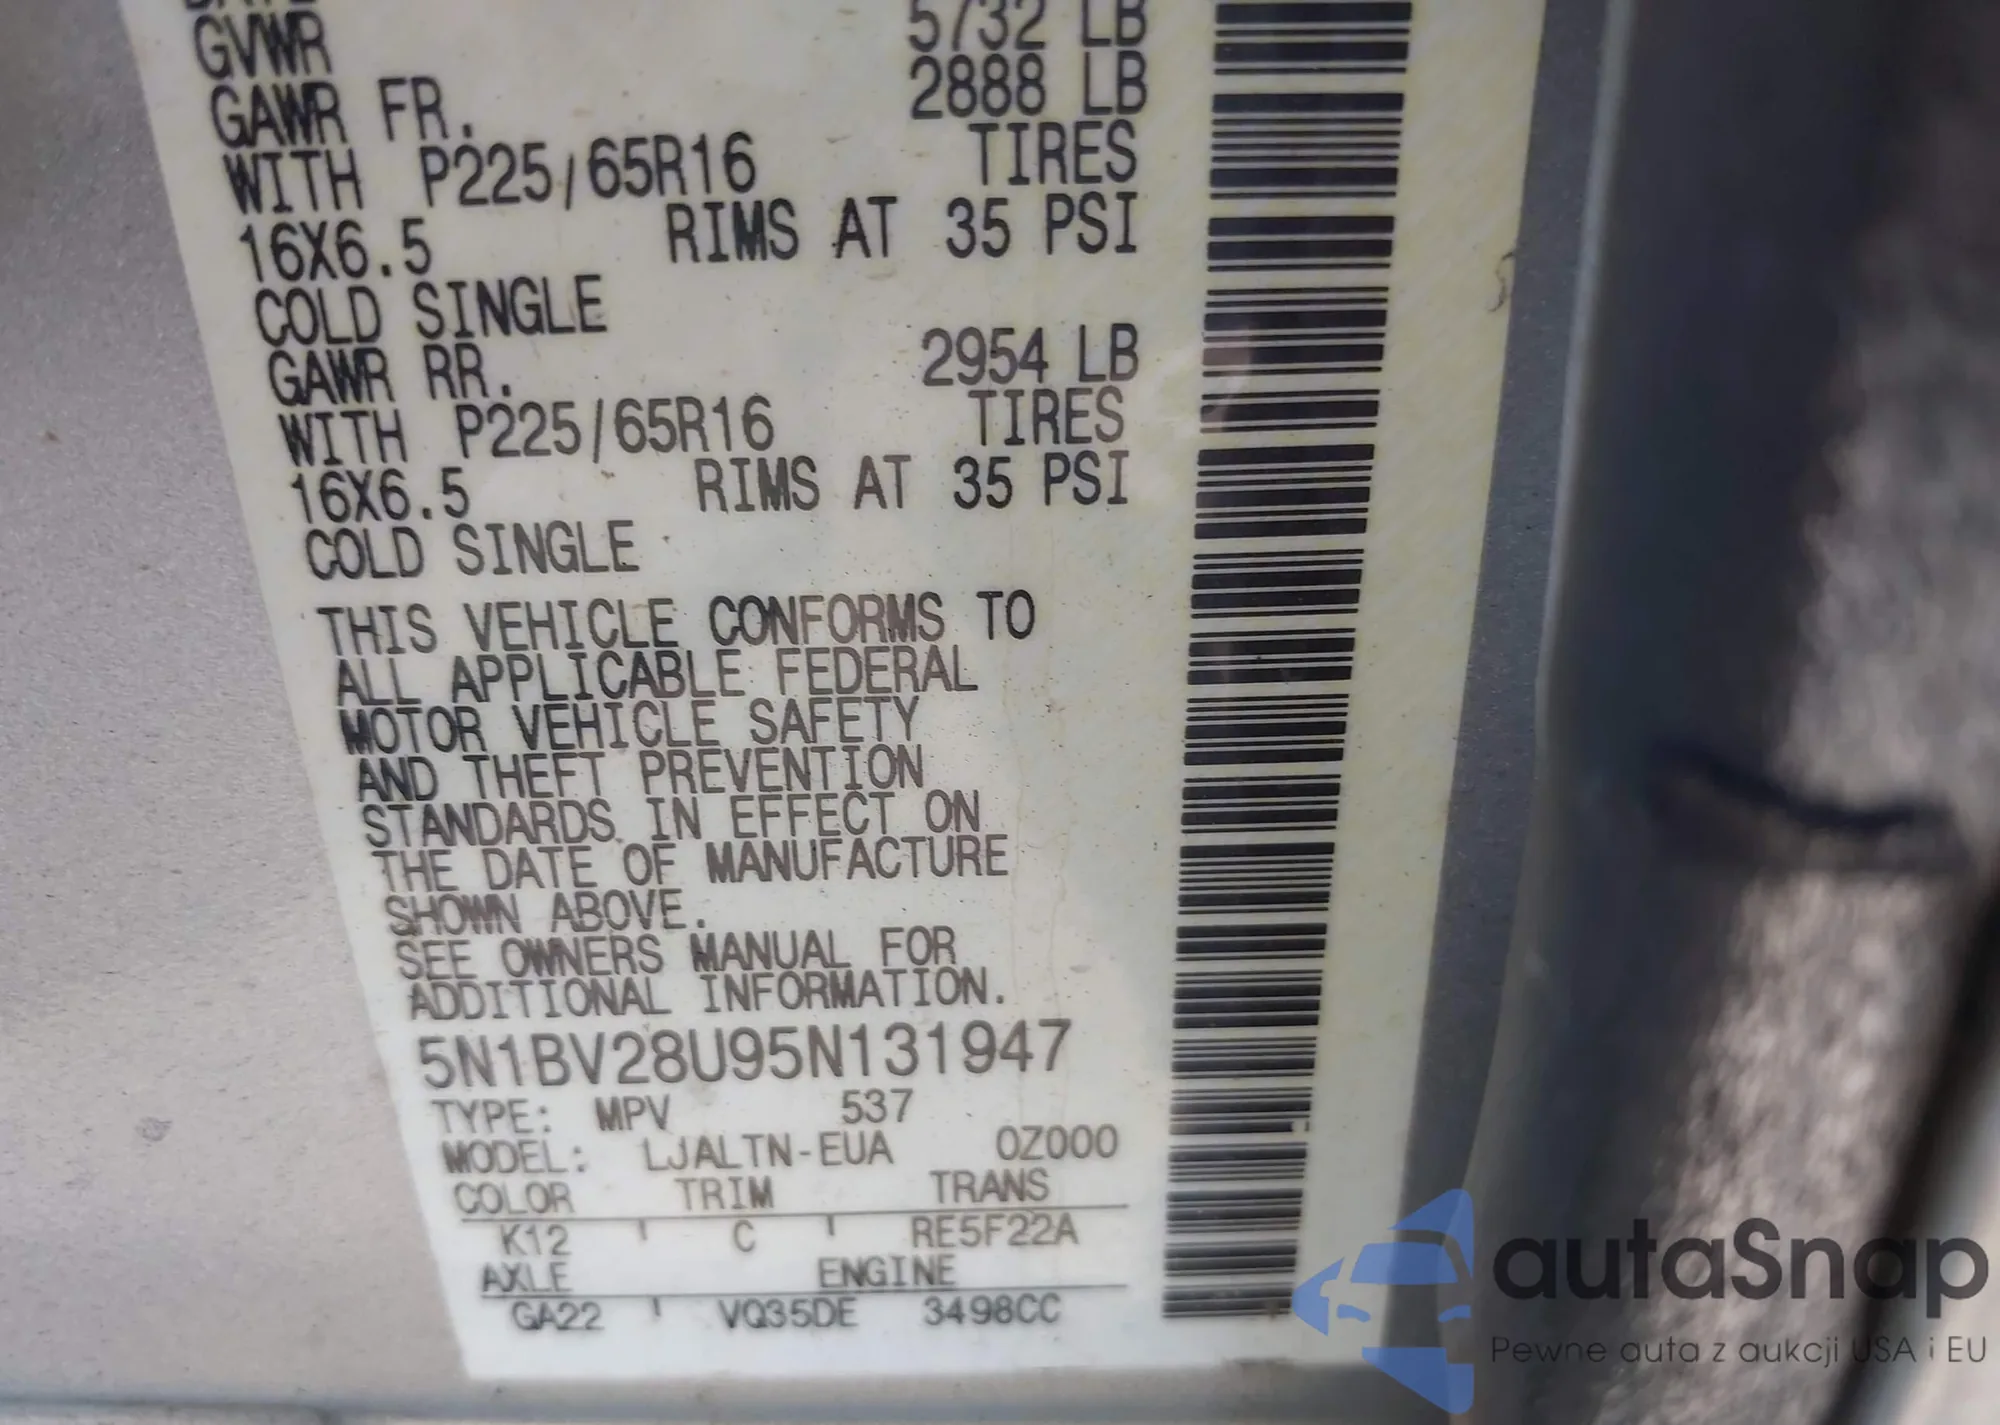 GVWR 5732 LB
GAWR FR. 2888 LB
WITH P225/65R16 TIRES
16X6.5 RIMS AT 35 PSI
COLD SINGLE
GAWR RR. 2954 LB
WITH P225/65R16 TIRES
16X6.5 RIMS AT 35 PSI
COLD SINGLE
THIS VEHICLE CONFORMS TO
ALL APPLICABLE FEDERAL
MOTOR VEHICLE SAFETY
AND THEFT PREVENTION
STANDARDS IN EFFECT ON
THE DATE OF MANUFACTURE
SHOWN ABOVE.
SEE OWNERS MANUAL FOR
ADDITIONAL INFORMATION.
5N1BV28U95N131947
TYPE: MPV 537
MODEL: LJALTN-EUA 0Z000
COLOR TRIM TRANS
K12 C RE5F22A
AXLE ENGINE
GA22 VQ35DE 3498CC
autaSnap
Pewne auta z aukcji USA i EU